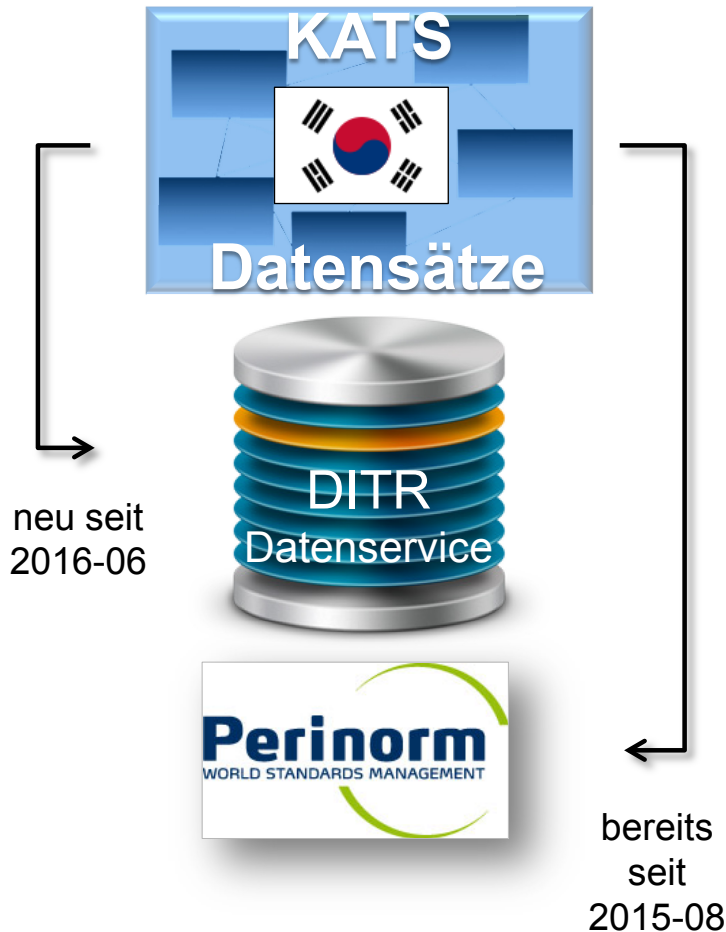 KATS
Datensätze
DITR
Datenservice
neu seit
2016-06
Perinorm
WORLD STANDARDS MANAGEMENT
bereits
seit
2015-08